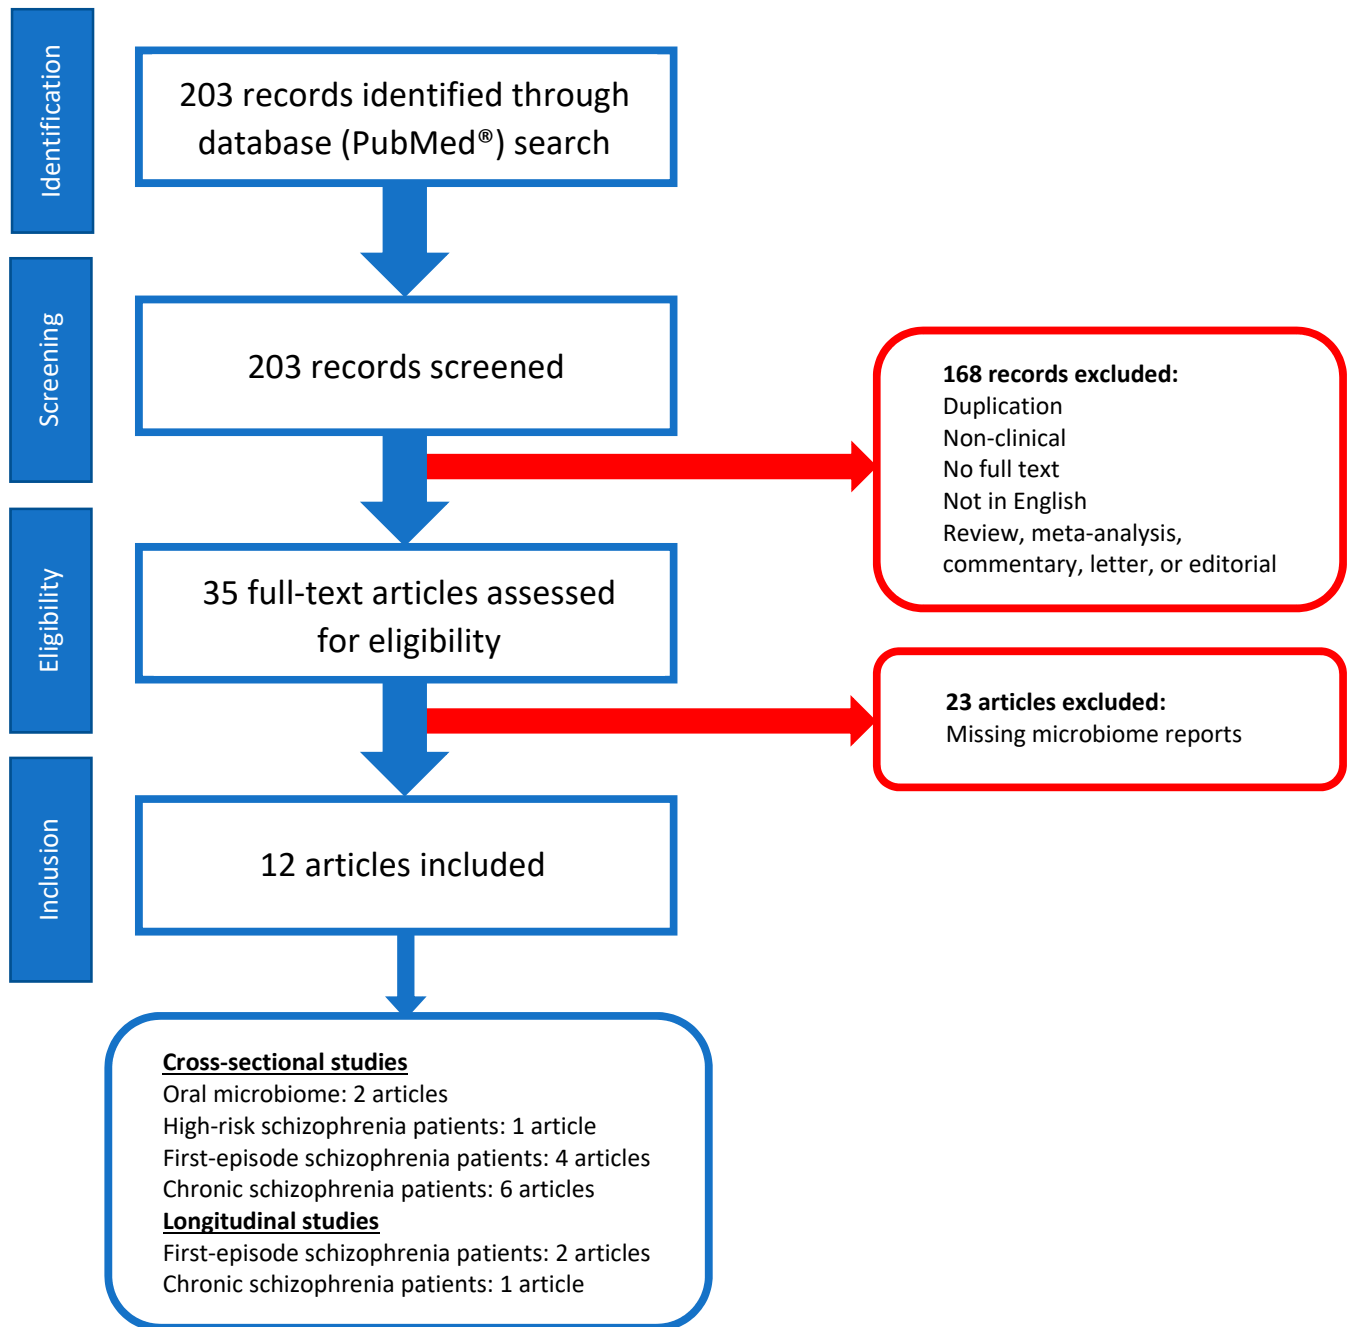 Identification
203 records identified through
database (PubMed®) search
Screening
203 records screened
168 records excluded:
Duplication
Non-clinical
No full text
Not in English
Review, meta-analysis,
commentary, letter, or editorial
Eligibility
35 full-text articles assessed
for eligibility
23 articles excluded:
Missing microbiome reports
Inclusion
12 articles included
Cross-sectional studies
Oral microbiome: 2 articles
High-risk schizophrenia patients: 1 article
First-episode schizophrenia patients: 4 articles
Chronic schizophrenia patients: 6 articles
Longitudinal studies
First-episode schizophrenia patients: 2 articles
Chronic schizophrenia patients: 1 article